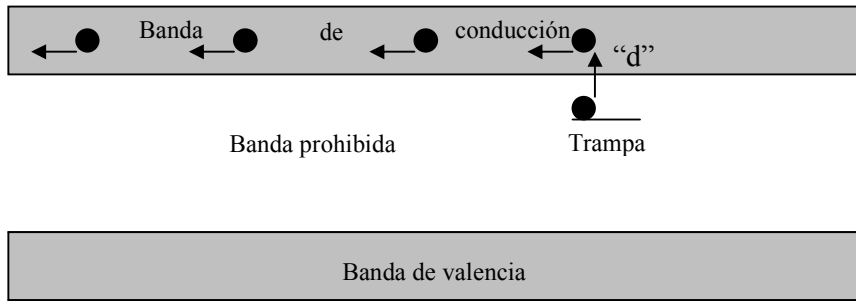 Banda de conducción
“d”
Banda prohibida Trampa
Banda de valencia